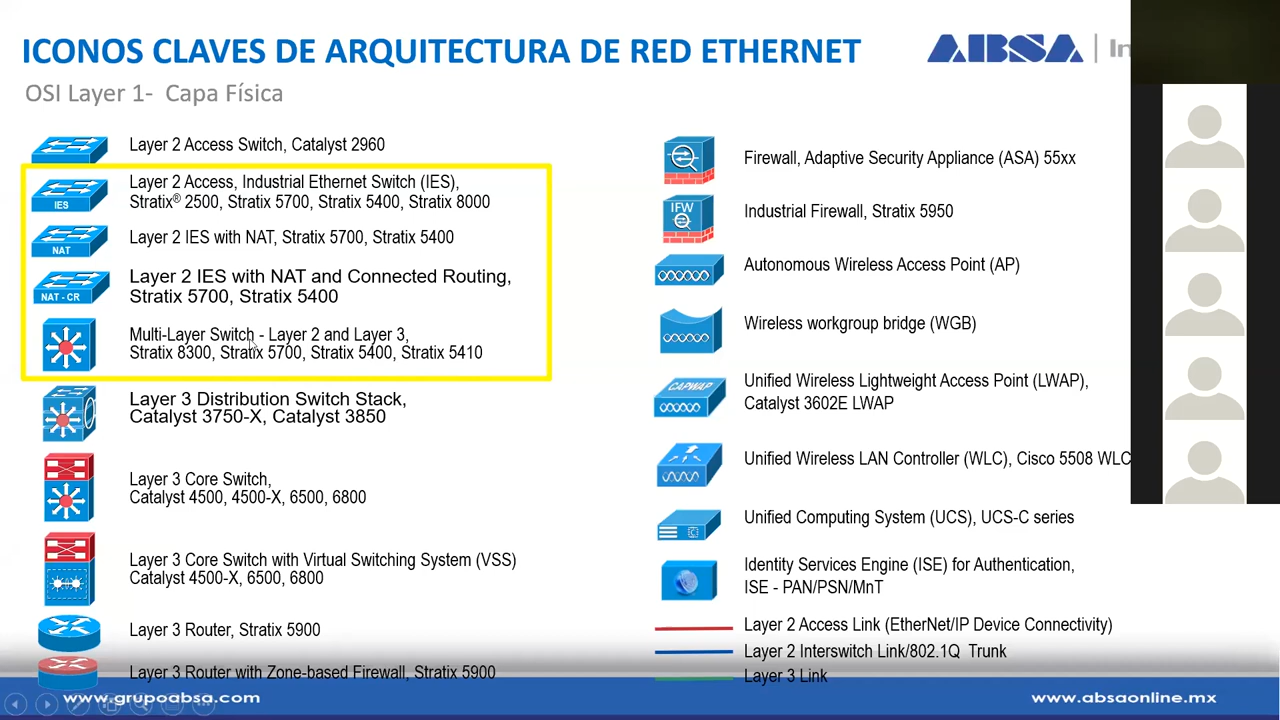 ICONOS CLAVES DE ARQUITECTURA DE RED ETHERNET
ABSA
OSI Layer 1- Capa Física
Layer 2 Access Switch, Catalyst 2960
IES
Layer 2 Access, Industrial Ethernet Switch (IES),
Stratix® 2500, Stratix 5700, Stratix 5400, Stratix 8000
NAT
Layer 2 IES with NAT, Stratix 5700, Stratix 5400
NAT - CR
Layer 2 IES with NAT and Connected Routing,
Stratix 5700, Stratix 5400
Multi-Layer Switch - Layer 2 and Layer 3,
Stratix 8300, Stratix 5700, Stratix 5400, Stratix 5410
Layer 3 Distribution Switch Stack,
Catalyst 3750-X, Catalyst 3850
Layer 3 Core Switch,
Catalyst 4500, 4500-X, 6500, 6800
Layer 3 Core Switch with Virtual Switching System (VSS)
Catalyst 4500-X, 6500, 6800
Layer 3 Router, Stratix 5900
Layer 3 Router with Zone-based Firewall, Stratix 5900
Firewall, Adaptive Security Appliance (ASA) 55xx
IFW
Industrial Firewall, Stratix 5950
Autonomous Wireless Access Point (AP)
Wireless workgroup bridge (WGB)
CAPWAP
Unified Wireless Lightweight Access Point (LWAP),
Catalyst 3602E LWAP
Unified Wireless LAN Controller (WLC), Cisco 5508 WLC
Unified Computing System (UCS), UCS-C series
Identity Services Engine (ISE) for Authentication,
ISE - PAN/PSN/MnT
Layer 2 Access Link (EtherNet/IP Device Connectivity)
Layer 2 Interswitch Link/802.1Q Trunk
Layer 3 Link
www.grupoabsa.com
www.absaonline.mx